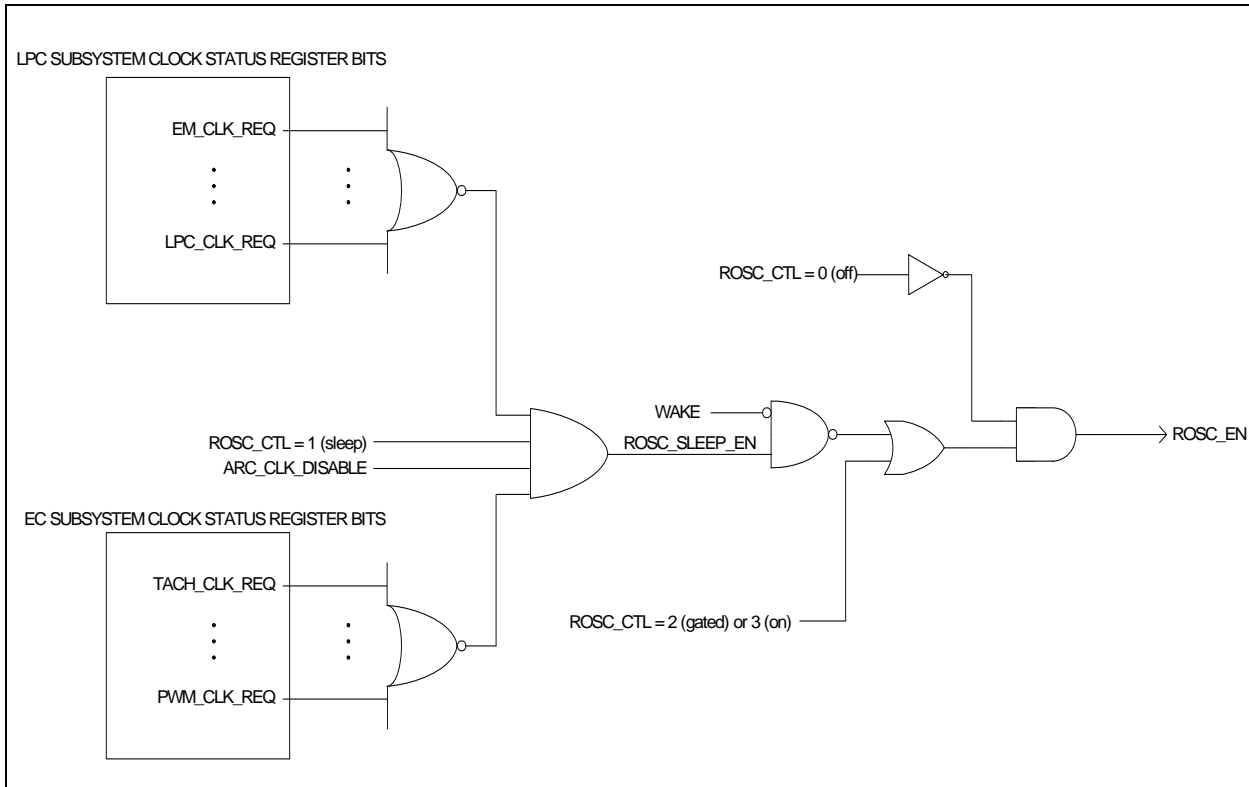 LPC SUBSYSTEM CLOCK STATUS REGISTER BITS
EM_CLK_REQ
LPC_CLK_REQ
ROSC_CTL = 0 (off)
WAKE
ROSC_EN
ROSC_CTL = 1 (sleep)
ROSC_SLEEP_EN
ARC_CLK_DISABLE
EC SUBSYSTEM CLOCK STATUS REGISTER BITS
TACH_CLK_REQ
ROSC_CTL = 2 (gated) or 3 (on)
PWM_CLK_REQ